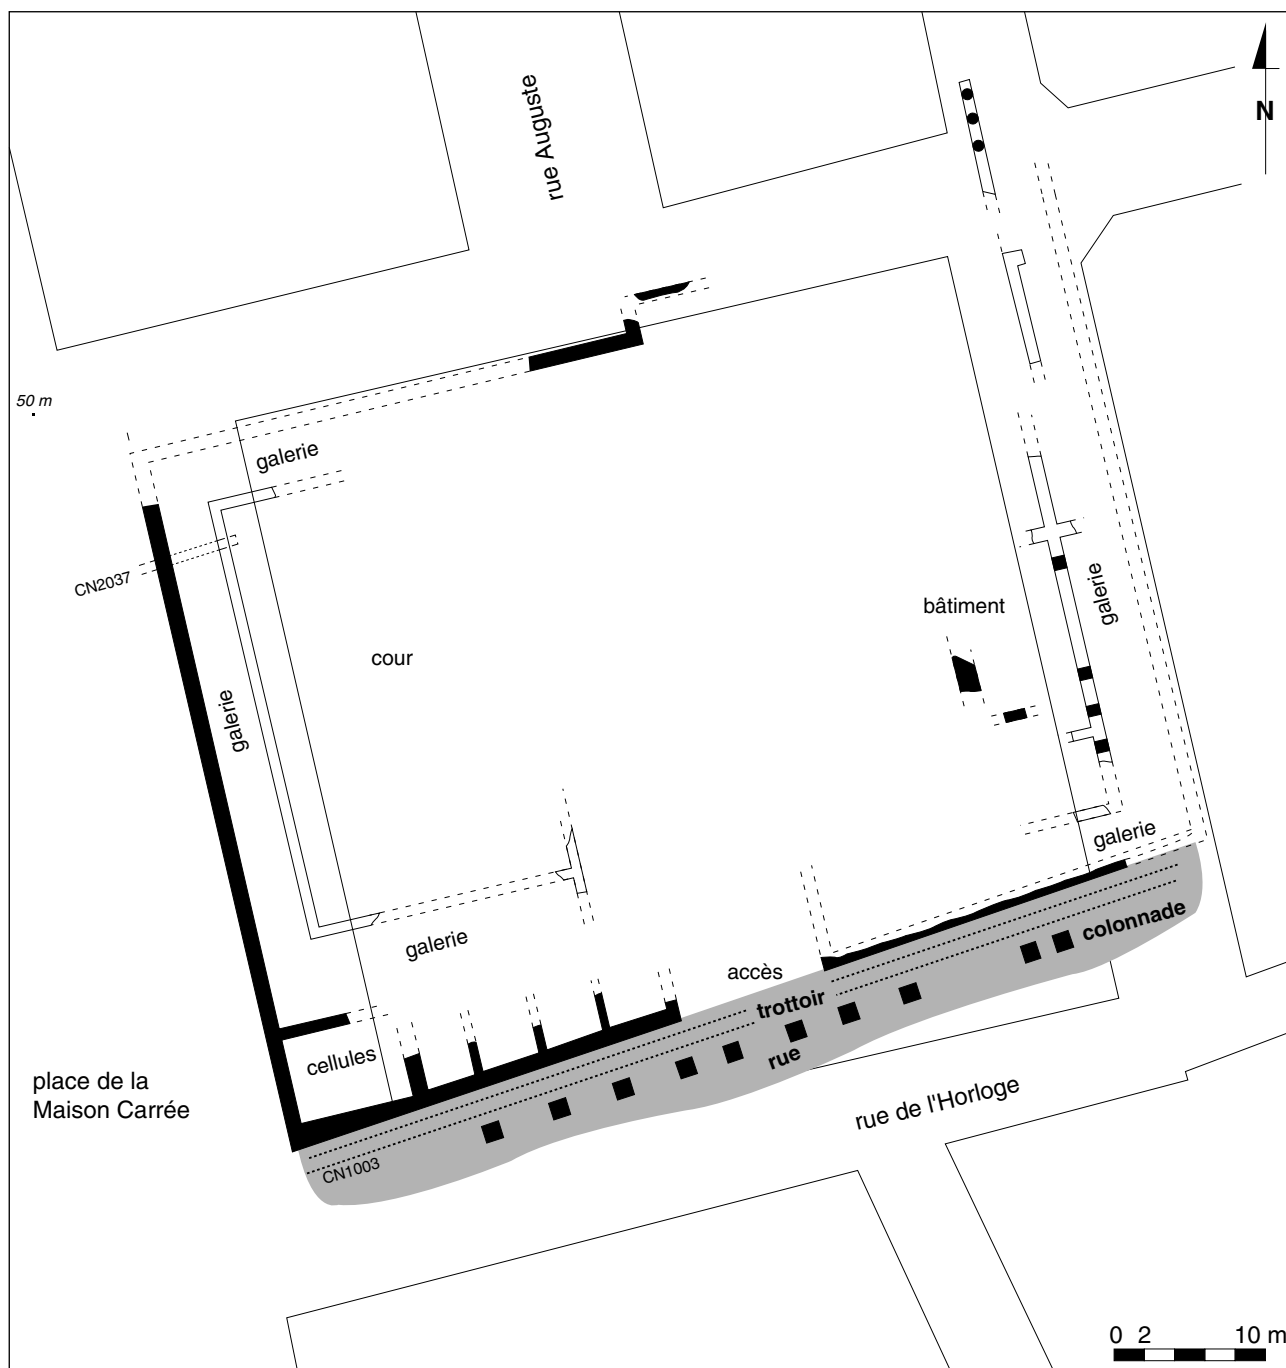 rue Auguste
N
50 m
galerie
CN2037
galerie
cour
bâtiment
galerie
galerie
galerie
accès
colonnade
trottoir
rue
cellules
place de la
Maison Carrée
CN1003
rue de l'Horloge
0 2 10 m